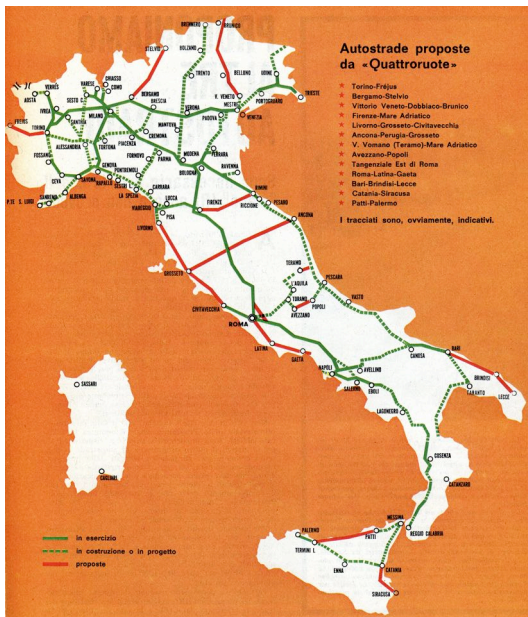 Autostrade proposte
da «Quattroruote»
Torino-Fréjus
Bergamo-Stelvio
Vittorio Veneto-Dobbiaco-Brunico
Firenze-Mare Adriatico
Livorno-Grosseto-Civitavecchia
Ancona-Perugia-Grosseto
V. Vomano (Teramo)-Mare Adriatico
Avezzano-Popoli
Tangenziale Est di Roma
Roma-Latina-Gaeta
Bari-Brindisi-Lecce
Catania-Siracusa
Patti-Palermo
I tracciati sono, ovviamente, indicativi.
BRENNERO
BRUNICO
STELVIO
BOLZANO
TRENTO
BELLUNO
UDINE
V. VENETO
PORTOGRUARO
TRIESTE
MESTRE
VENEZIA
PADOVA
VERONA
CHIASSO
COMO
VARESE
SESTO C.
BERGAMO
BRESCIA
MILANO
VERRÈS
AOSTA
IVREA
SANTHIÀ
FREJUS
TORINO
ALESSANDRIA
TORTONA
PIACENZA
CREMONA
MANTOVA
FOSSANO
CEVA
SAVONA
GENOVA
RAPALLO
SESTRI L.
FORNOVO
PARMA
PONTREMOLI
LA SPEZIA
CARRARA
MODENA
FERRARA
BOLOGNA
RAVENNA
P.TE S. LUIGI
SANREMO
ALBENGA
VIAREGGIO
LUCCA
PISA
LIVORNO
FIRENZE
RIMINI
RICCIONE
PESARO
ANCONA
GROSSETO
CIVITAVECCHIA
ROMA
TERAMO
L'AQUILA
TORANO
AVEZZANO
POPOLI
PESCARA
VASTO
LATINA
GAETA
NAPOLI
AVELLINO
SALERNO
EBOLI
CANOSA
BARI
BRINDISI
LECCE
TARANTO
LAGONEGRO
COSENZA
CATANZARO
SASSARI
CAGLIARI
MESSINA
REGGIO CALABRIA
PALERMO
TERMINI I.
PATTI
ENNA
CATANIA
SIRACUSA
in esercizio
in costruzione o in progetto
proposte